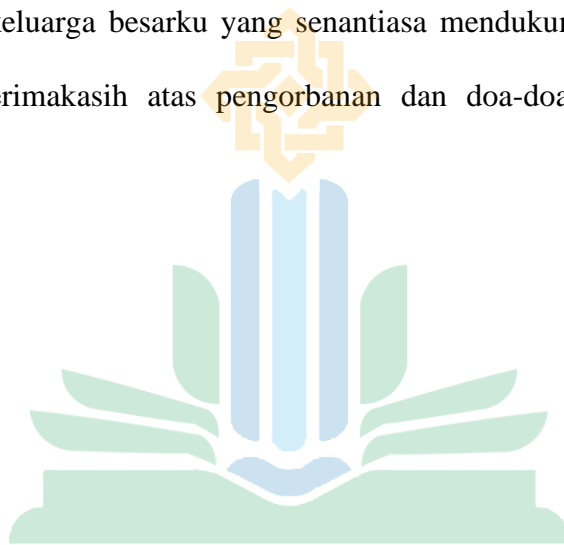 keluarga besarku yang senantiasa mendukun
erimakasih atas pengorbanan dan doa-doa